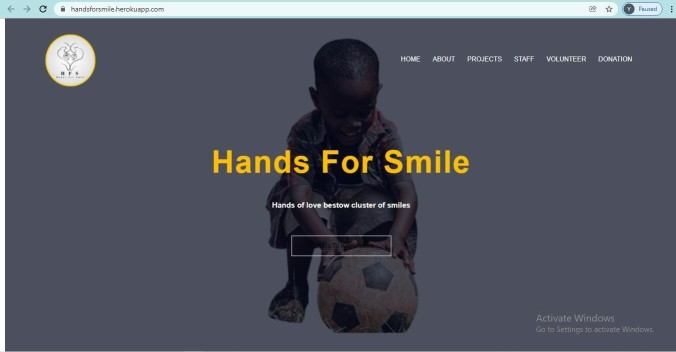 handsforsmile.herokuapp.com
Y Paused
H F S
HOME ABOUT PROJECTS STAFF VOLUNTEER DONATION
Hands For Smile
Hands of love bestow cluster of smiles
Activate Windows
Go to Settings to activate Windows.